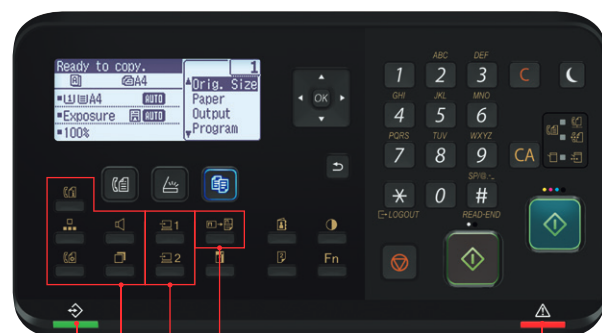 Ready to copy.
1
A4
Orig. Size
A4
AUTO
Paper
Exposure
AUTO
Output
100%
Program
OK
1
2
Fn
ABC
DEF
1
2
3
C
GHI
JKL
MNO
4
5
6
PQRS
TUV
WXYZ
7
8
9
CA
SP/@.-_
0
#
LOGOUT
READ-END